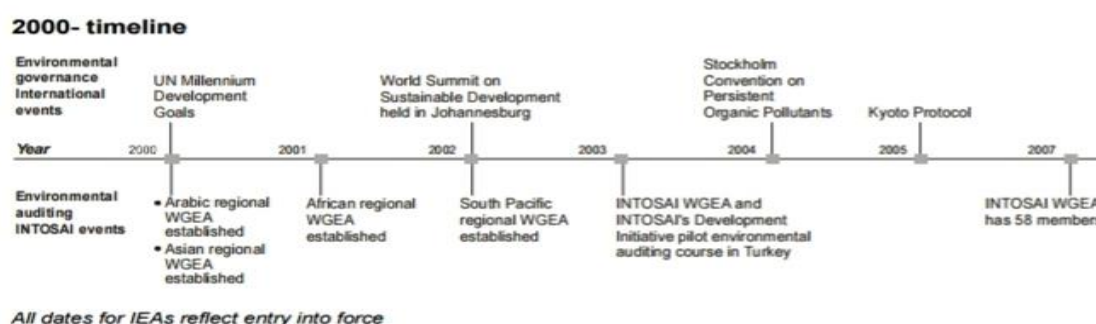 2000- timeline
Environmental
governance
International
events
UN Millennium
Development
Goals
World Summit on
Sustainable Development
held in Johannesburg
Stockholm
Convention on
Persistent
Organic Pollutants
Kyoto Protocol
Year 2000 2001 2002 2003 2004 2005 2007
Environmental
auditing
INTOSAI events
• Arabic regional
WGEA
established
• Asian regional
WGEA
established
African regional
WGEA
established
South Pacific
regional WGEA
established
INTOSAI WGEA and
INTOSAI's Development
Initiative pilot environmental
auditing course in Turkey
INTOSAI WGEA
has 58 members
All dates for IEAs reflect entry into force